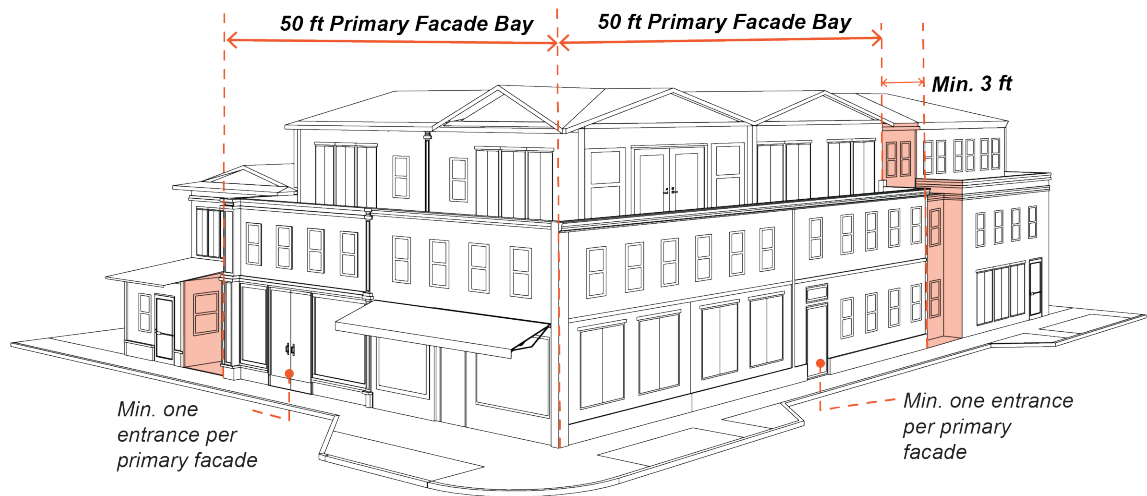 50 ft Primary Facade Bay
50 ft Primary Facade Bay
Min. 3 ft
Min. one
entrance per
primary facade
Min. one entrance
per primary
facade